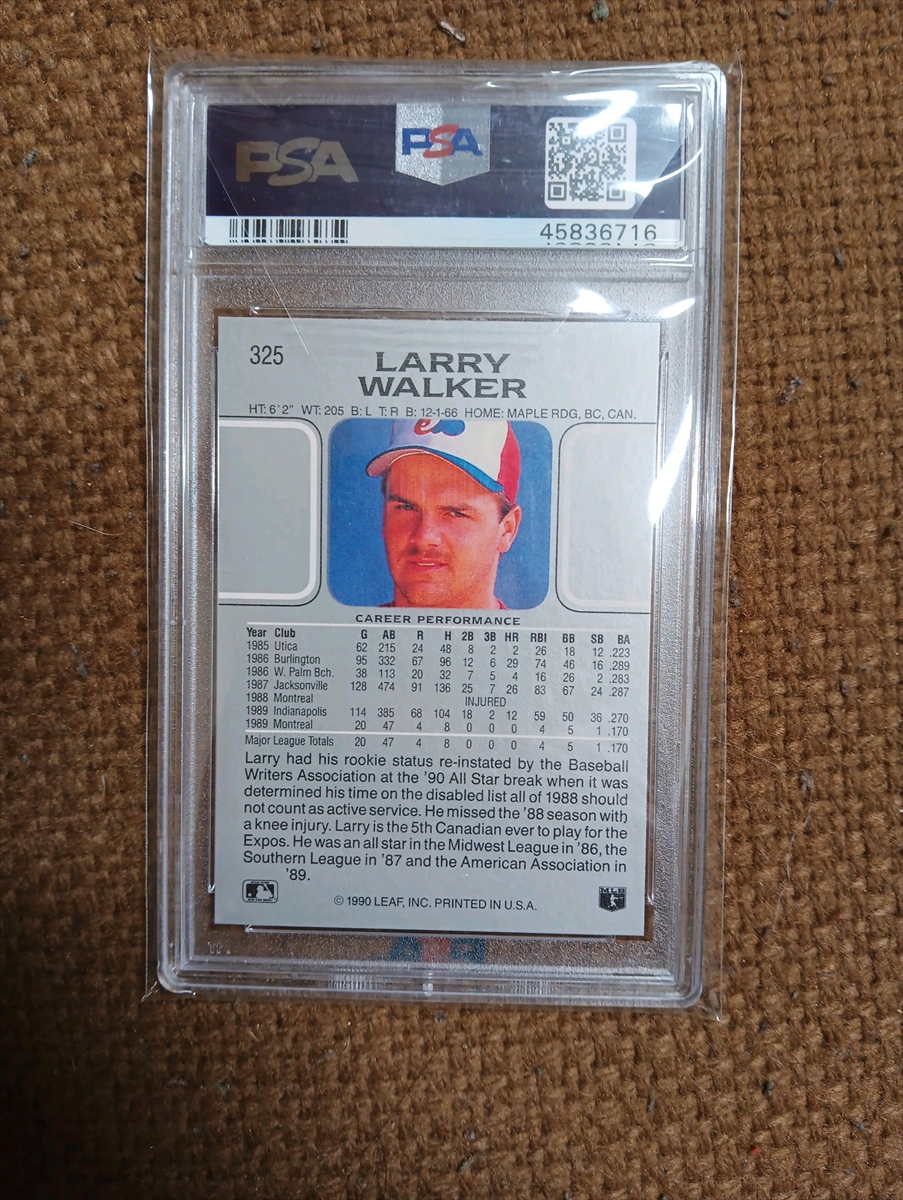 PSA PSA
45836716
325
LARRY
WALKER
HT: 6'2" WT: 205 B: L T: R B: 12-1-66 HOME: MAPLE RDG, BC, CAN.
e
CAREER PERFORMANCE
Year Club G AB R H 2B 3B HR RBI BB SB BA
1985 Utica 62 215 24 48 8 2 2 26 18 12 .223
1986 Burlington 95 332 67 96 12 6 29 74 46 16 .289
1986 W. Palm Bch. 38 113 20 32 7 5 4 16 26 2 .283
1987 Jacksonville 128 474 91 136 25 7 26 83 67 24 .287
1988 Montreal INJURED
1989 Indianapolis 114 385 68 104 18 2 12 59 50 36 .270
1989 Montreal 20 47 4 8 0 0 0 4 5 1 .170
Major League Totals 20 47 4 8 0 0 0 4 5 1 .170
Larry had his rookie status re-instated by the Baseball
Writers Association at the '90 All Star break when it was
determined his time on the disabled list all of 1988 should
not count as active service. He missed the '88 season with
a knee injury. Larry is the 5th Canadian ever to play for the
Expos. He was an all star in the Midwest League in '86, the
Southern League in '87 and the American Association in
'89.
© 1990 LEAF, INC. PRINTED IN U.S.A.
MLB